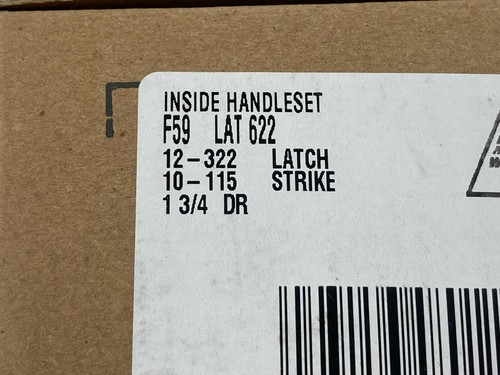 INSIDE HANDLESET
F59 LAT 622
12-322 LATCH
10-115 STRIKE
1 3/4 DR